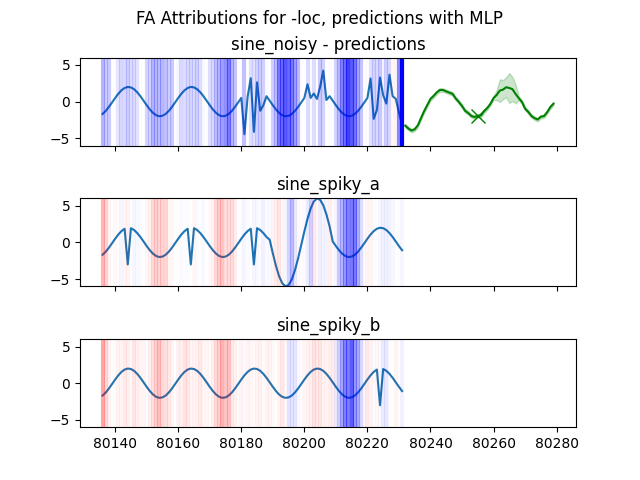 FA Attributions for -loc, predictions with MLP
sine_noisy - predictions
5
0
−5
sine_spiky_a
5
0
−5
sine_spiky_b
5
0
−5
80140 80160 80180 80200 80220 80240 80260 80280